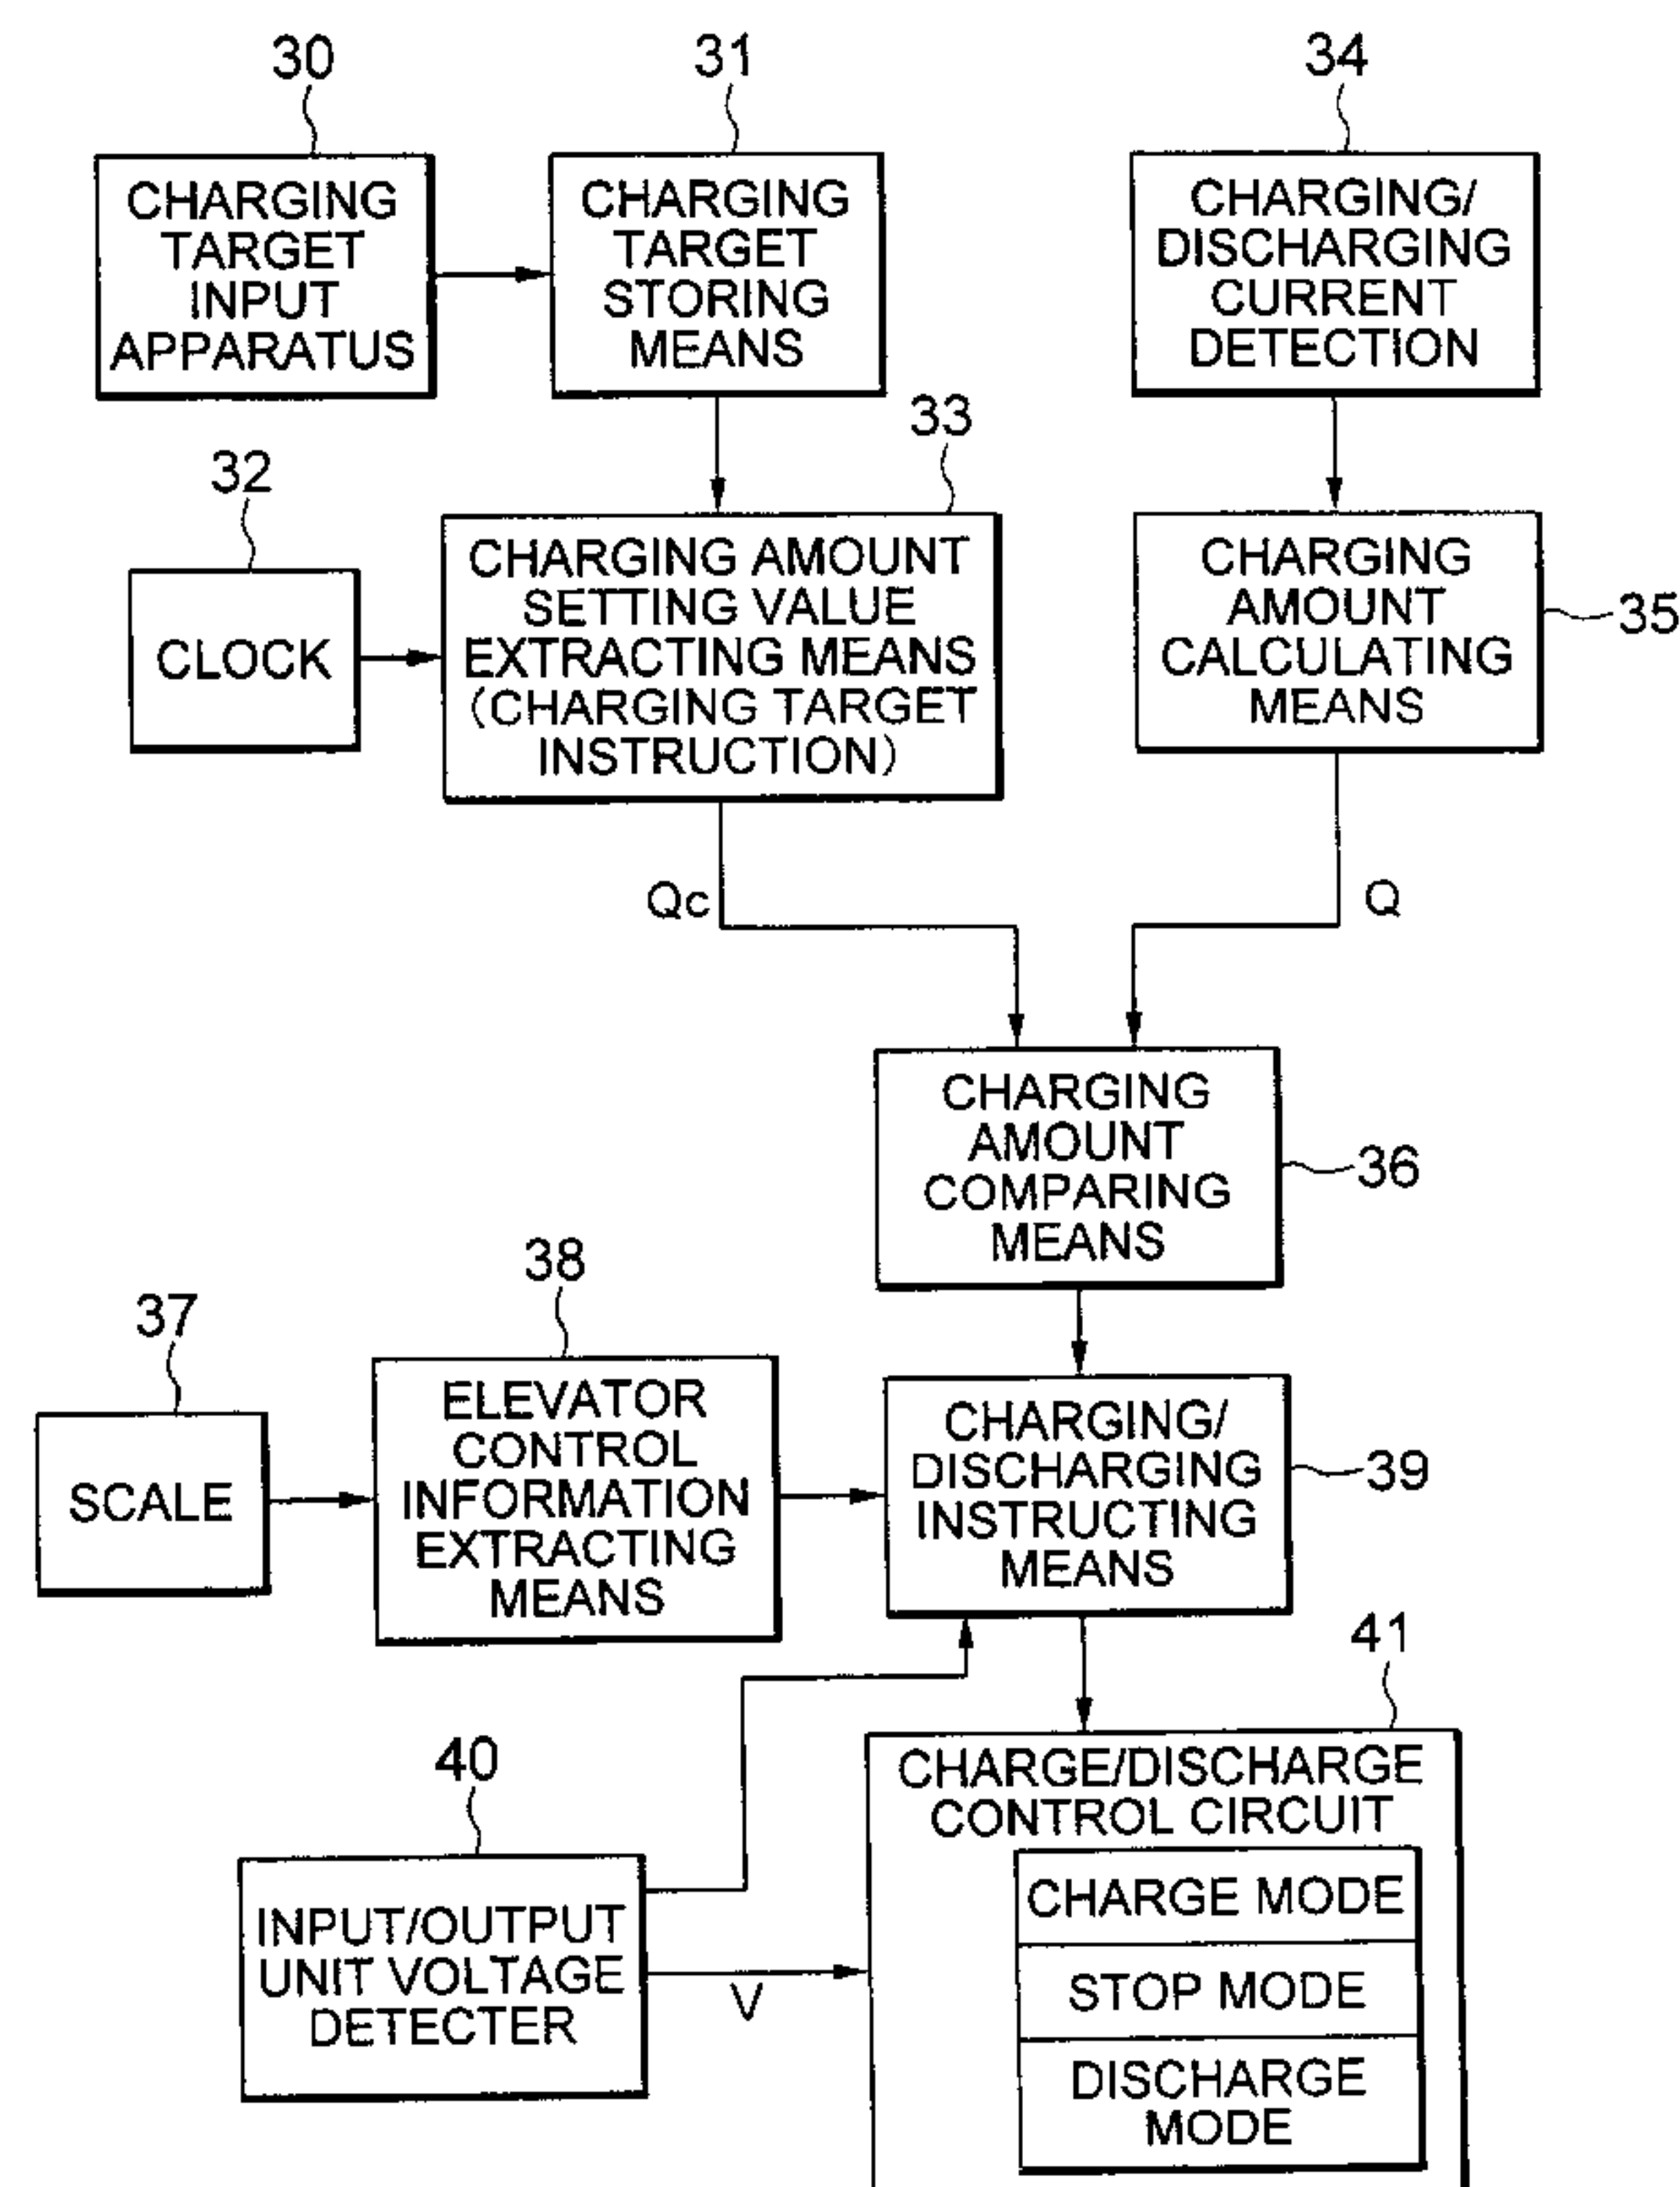 30
31
34
CHARGING
TARGET
INPUT
APPARATUS
CHARGING
TARGET
STORING
MEANS
CHARGING/
DISCHARGING
CURRENT
DETECTION
32
33
CLOCK
CHARGING AMOUNT
SETTING VALUE
EXTRACTING MEANS
(CHARGING TARGET
INSTRUCTION)
CHARGING
AMOUNT
CALCULATING
MEANS
35
Qc
Q
CHARGING
AMOUNT
COMPARING
MEANS
36
37
38
SCALE
ELEVATOR
CONTROL
INFORMATION
EXTRACTING
MEANS
CHARGING/
DISCHARGING
INSTRUCTING
MEANS
39
40
41
INPUT/OUTPUT
UNIT VOLTAGE
DETECTER
V
CHARGE/DISCHARGE
CONTROL CIRCUIT
CHARGE MODE
STOP MODE
DISCHARGE
MODE